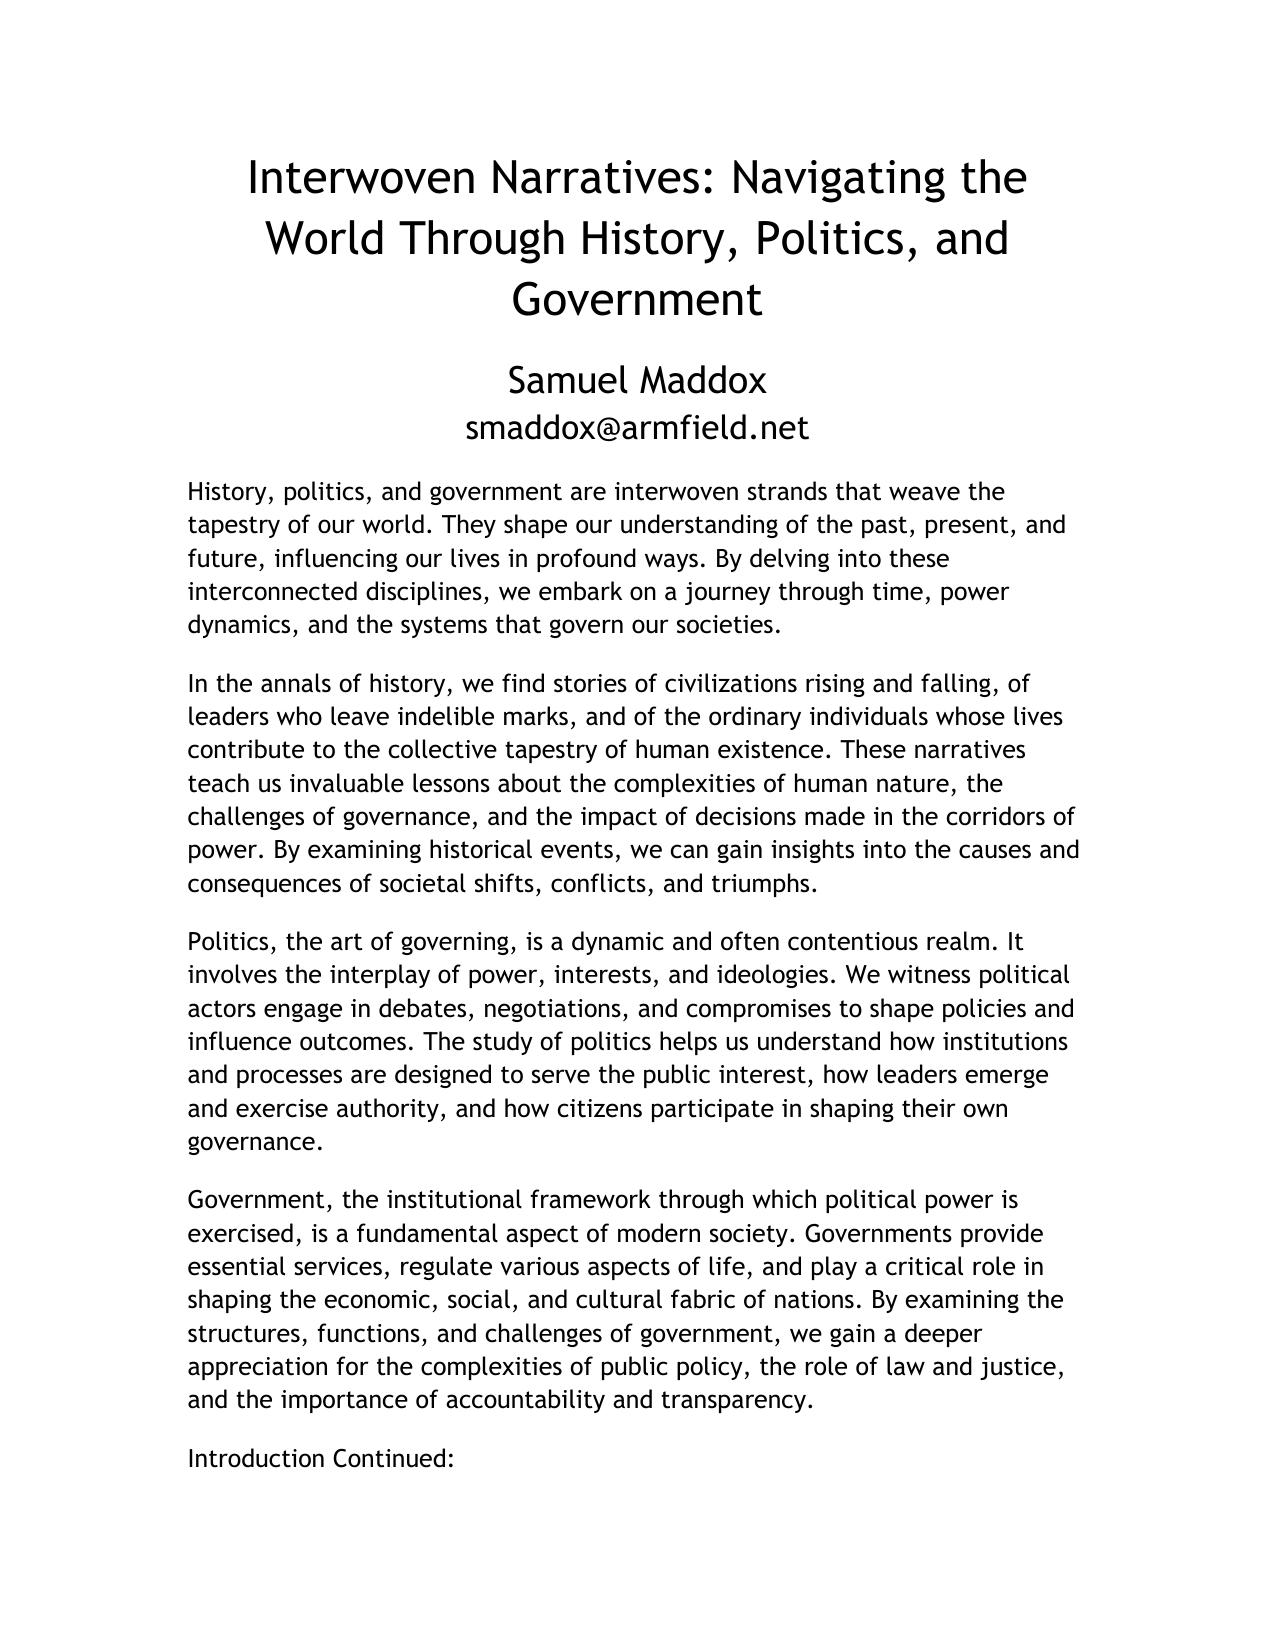 Interwoven Narratives: Navigating the
World Through History, Politics, and
Government
Samuel Maddox
smaddox@armfield.net
History, politics, and government are interwoven strands that weave the
tapestry of our world. They shape our understanding of the past, present, and
future, influencing our lives in profound ways. By delving into these
interconnected disciplines, we embark on a journey through time, power
dynamics, and the systems that govern our societies.
In the annals of history, we find stories of civilizations rising and falling, of
leaders who leave indelible marks, and of the ordinary individuals whose lives
contribute to the collective tapestry of human existence. These narratives
teach us invaluable lessons about the complexities of human nature, the
challenges of governance, and the impact of decisions made in the corridors of
power. By examining historical events, we can gain insights into the causes and
consequences of societal shifts, conflicts, and triumphs.
Politics, the art of governing, is a dynamic and often contentious realm. It
involves the interplay of power, interests, and ideologies. We witness political
actors engage in debates, negotiations, and compromises to shape policies and
influence outcomes. The study of politics helps us understand how institutions
and processes are designed to serve the public interest, how leaders emerge
and exercise authority, and how citizens participate in shaping their own
governance.
Government, the institutional framework through which political power is
exercised, is a fundamental aspect of modern society. Governments provide
essential services, regulate various aspects of life, and play a critical role in
shaping the economic, social, and cultural fabric of nations. By examining the
structures, functions, and challenges of government, we gain a deeper
appreciation for the complexities of public policy, the role of law and justice,
and the importance of accountability and transparency.
Introduction Continued: